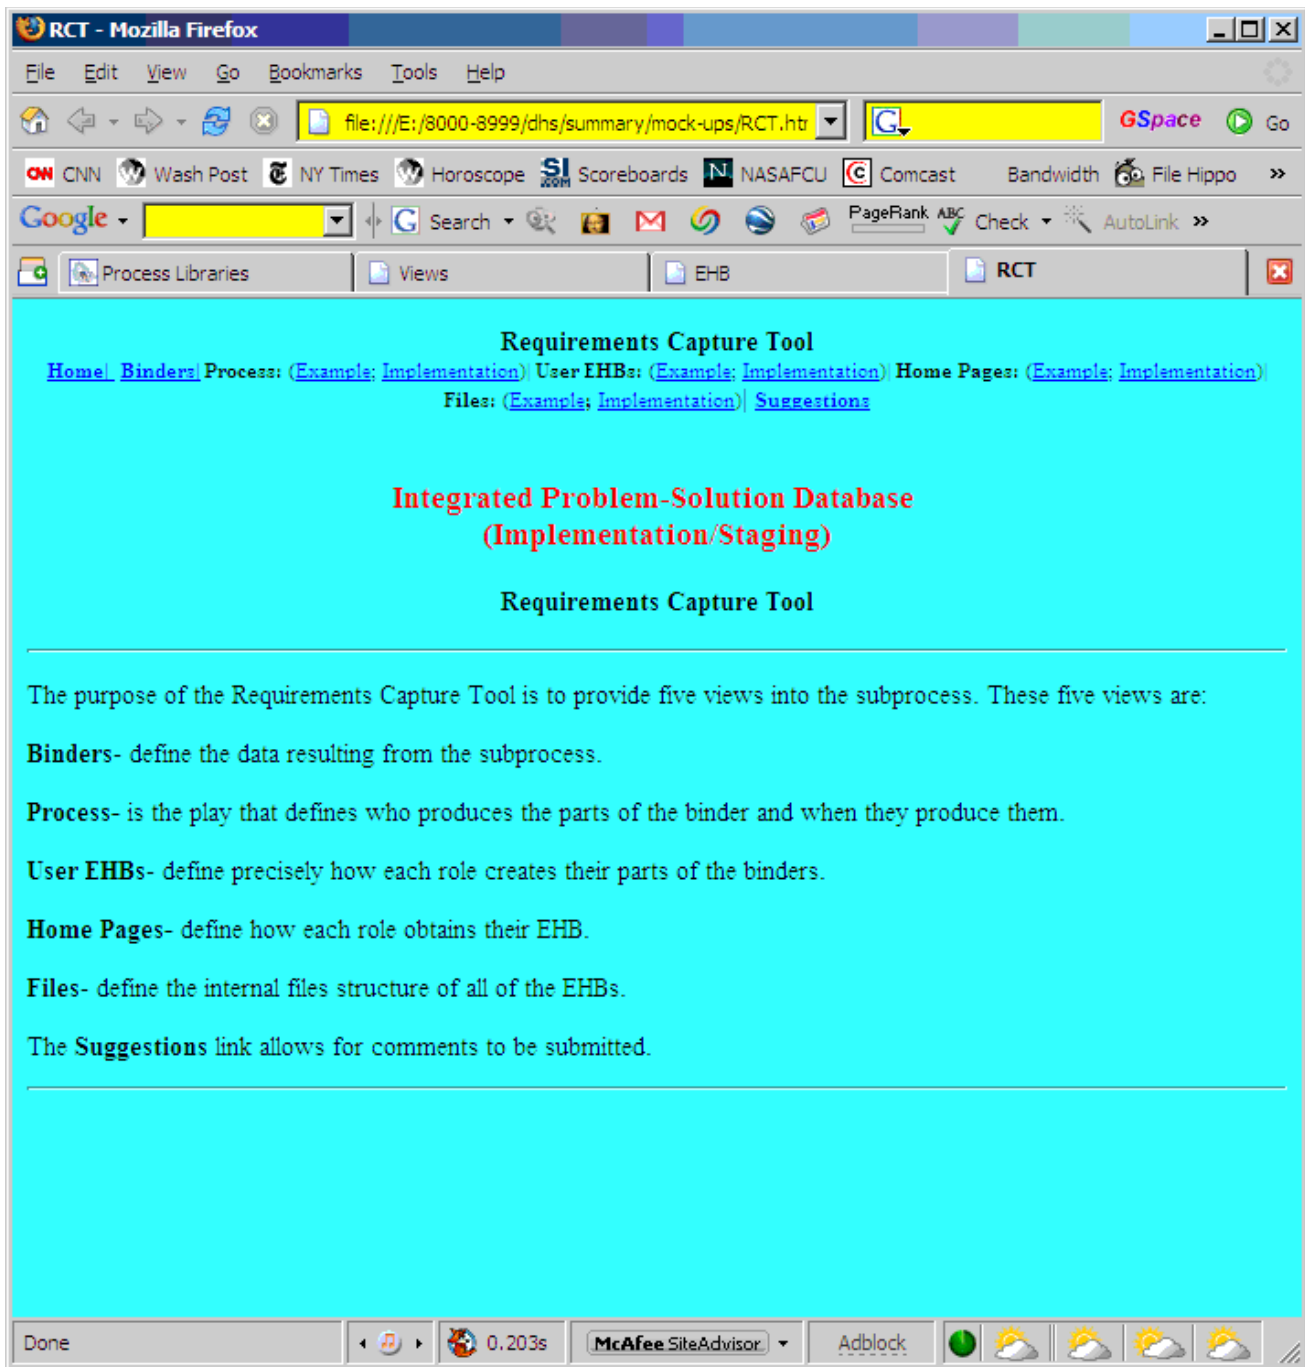 RCT - Mozilla Firefox
File Edit View Go Bookmarks Tools Help
file:///E:/8000-8999/dhs/summary/mock-ups/RCT.htr G GSpace Go
CNN CNN Wash Post NY Times Horoscope SI.COM Scoreboards N NASAFCU C Comcast Bandwidth File Hippo »
Google G Search PageRank ABC Check AutoLink »
Process Libraries Views EHB RCT
Requirements Capture Tool
Home| Binders| Process: (Example; Implementation)| User EHBs: (Example; Implementation)| Home Pages: (Example; Implementation)|
Files: (Example; Implementation)| Suggestions
Integrated Problem-Solution Database
(Implementation/Staging)
Requirements Capture Tool
The purpose of the Requirements Capture Tool is to provide five views into the subprocess. These five views are:
Binders- define the data resulting from the subprocess.
Process- is the play that defines who produces the parts of the binder and when they produce them.
User EHBs- define precisely how each role creates their parts of the binders.
Home Pages- define how each role obtains their EHB.
Files- define the internal files structure of all of the EHBs.
The Suggestions link allows for comments to be submitted.
Done 0.203s McAfee SiteAdvisor Adblock